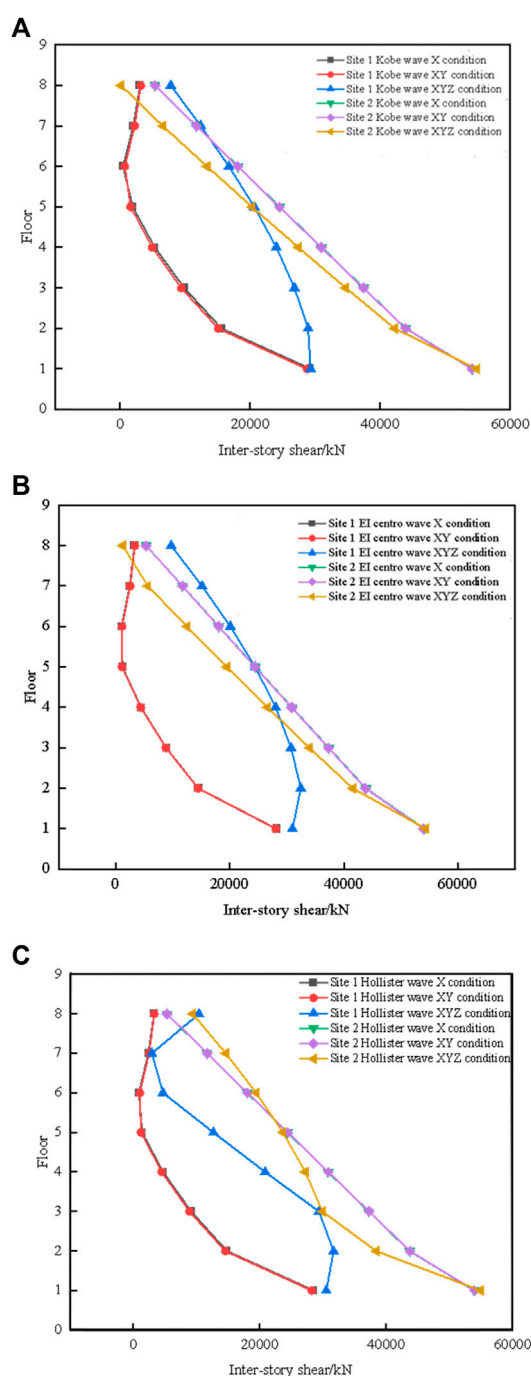 A
9
8
7
6
5
4
3
2
1
0
Floor
Site 1 Kobe wave X condition
Site 1 Kobe wave XY condition
Site 1 Kobe wave XYZ condition
Site 2 Kobe wave X condition
Site 2 Kobe wave XY condition
Site 2 Kobe wave XYZ condition
0 20000 40000 60000
Inter-story shear/kN
B
9
8
7
6
5
4
3
2
1
0
Floor
Site 1 EI centro wave X condition
Site 1 EI centro wave XY condition
Site 1 EI centro wave XYZ condition
Site 2 EI centro wave X condition
Site 2 EI centro wave XY condition
Site 2 EI centro wave XYZ condition
0 20000 40000 60000
Inter-story shear/kN
C
9
8
7
6
5
4
3
2
1
0
Floor
Site 1 Hollister wave X condition
Site 1 Hollister wave XY condition
Site 1 Hollister wave XYZ condition
Site 2 Hollister wave X condition
Site 2 Hollister wave XY condition
Site 2 Hollister wave XYZ condition
0 20000 40000 60000
Inter-story shear/kN